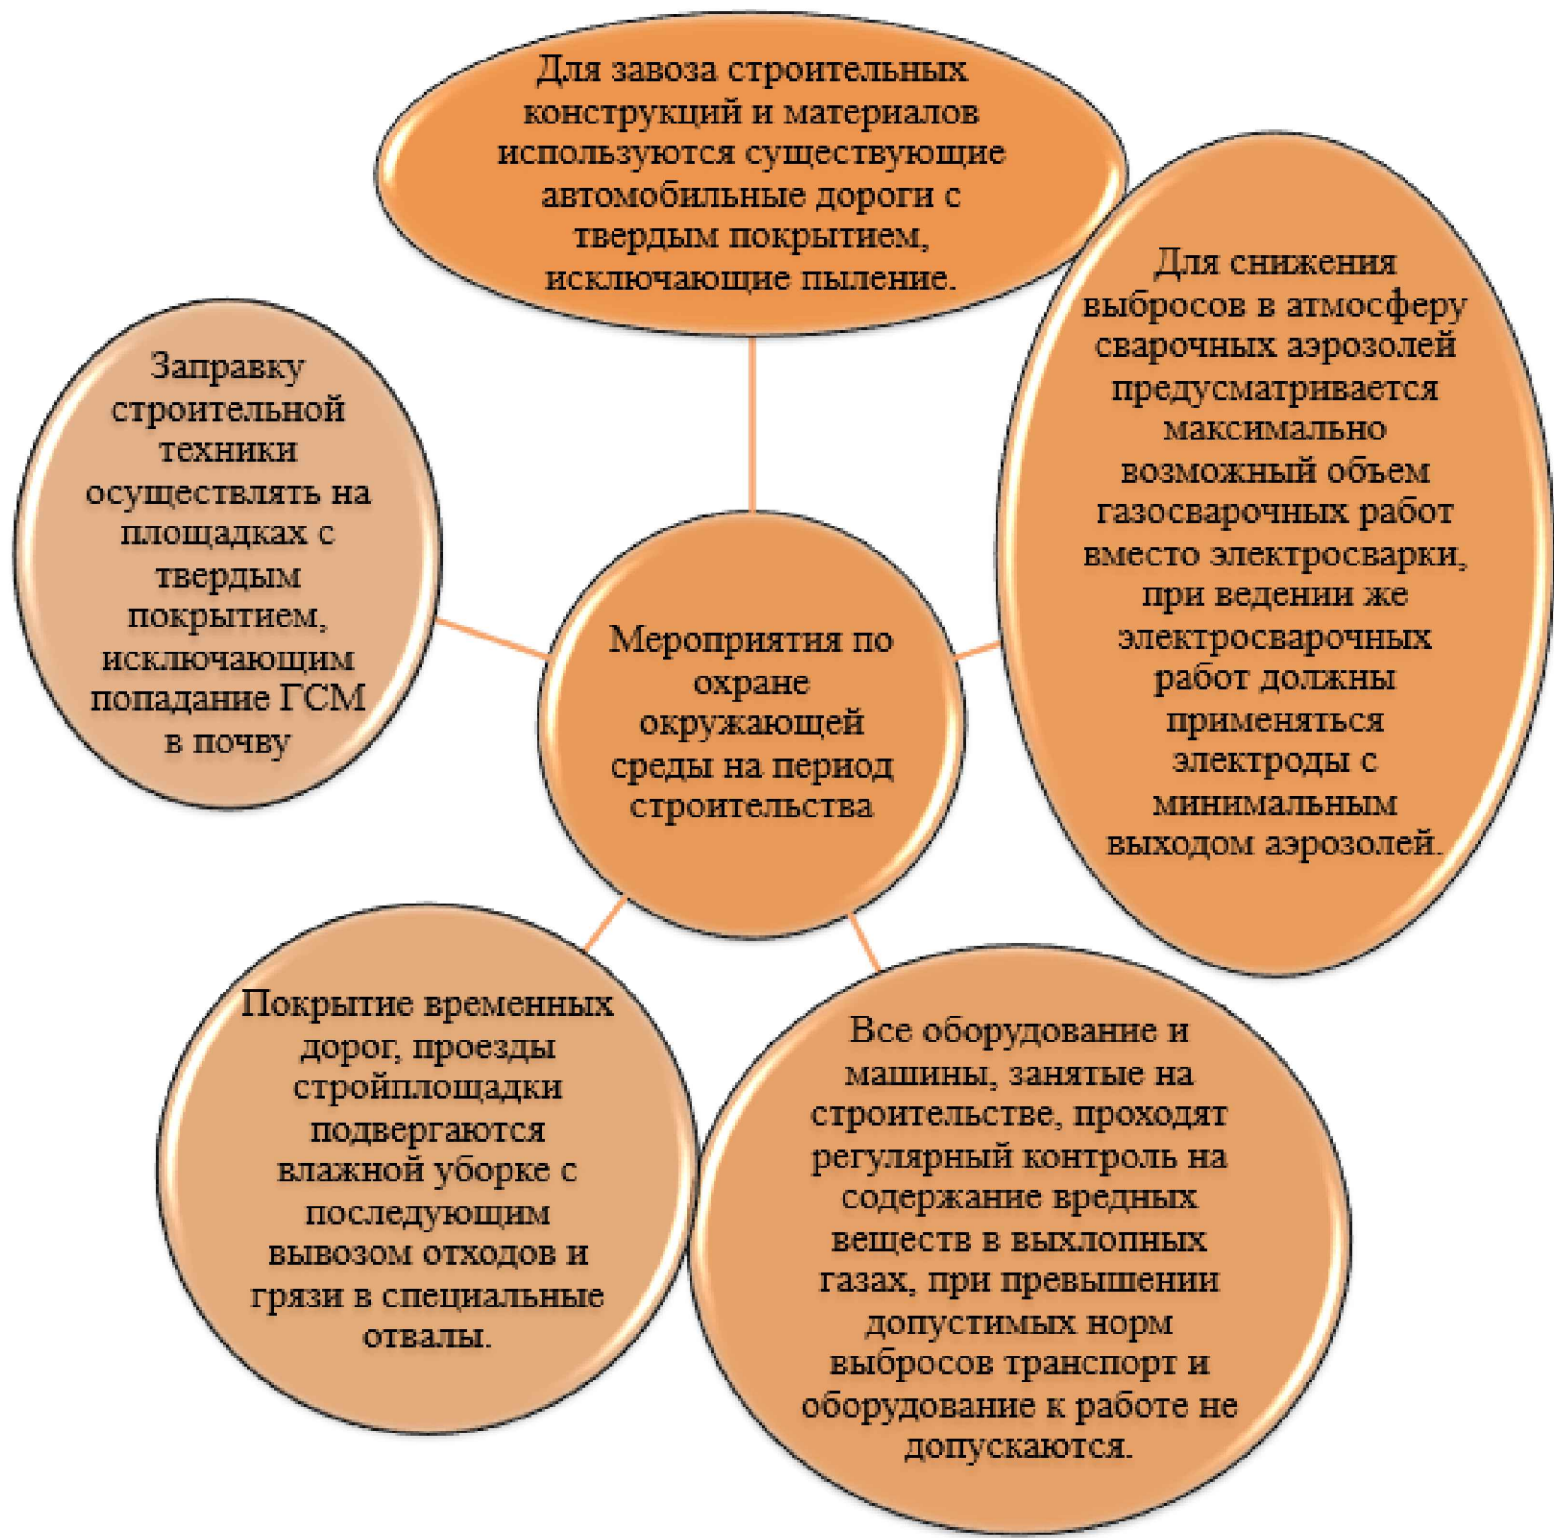 Для завоза строительных
конструкций и материалов
используются существующие
автомобильные дороги с
твердым покрытием,
исключающие пыление.
Для снижения
выбросов в атмосферу
сварочных аэрозолей
предусматривается
максимально
возможный объем
газосварочных работ
вместо электросварки,
при ведении же
электросварочных
работ должны
применяться
электроды с
минимальным
выходом аэрозолей.
Заправку
строительной
техники
осуществлять на
площадках с
твердым
покрытием,
исключающим
попадание ГСМ
в почву
Мероприятия по
охране
окружающей
среды на период
строительства
Покрытие временных
дорог, проезды
стройплощадки
подвергаются
влажной уборке с
последующим
вывозом отходов и
грязи в специальные
отвалы.
Все оборудование и
машины, занятые на
строительстве, проходят
регулярный контроль на
содержание вредных
веществ в выхлопных
газах, при превышении
допустимых норм
выбросов транспорт и
оборудование к работе не
допускаются.